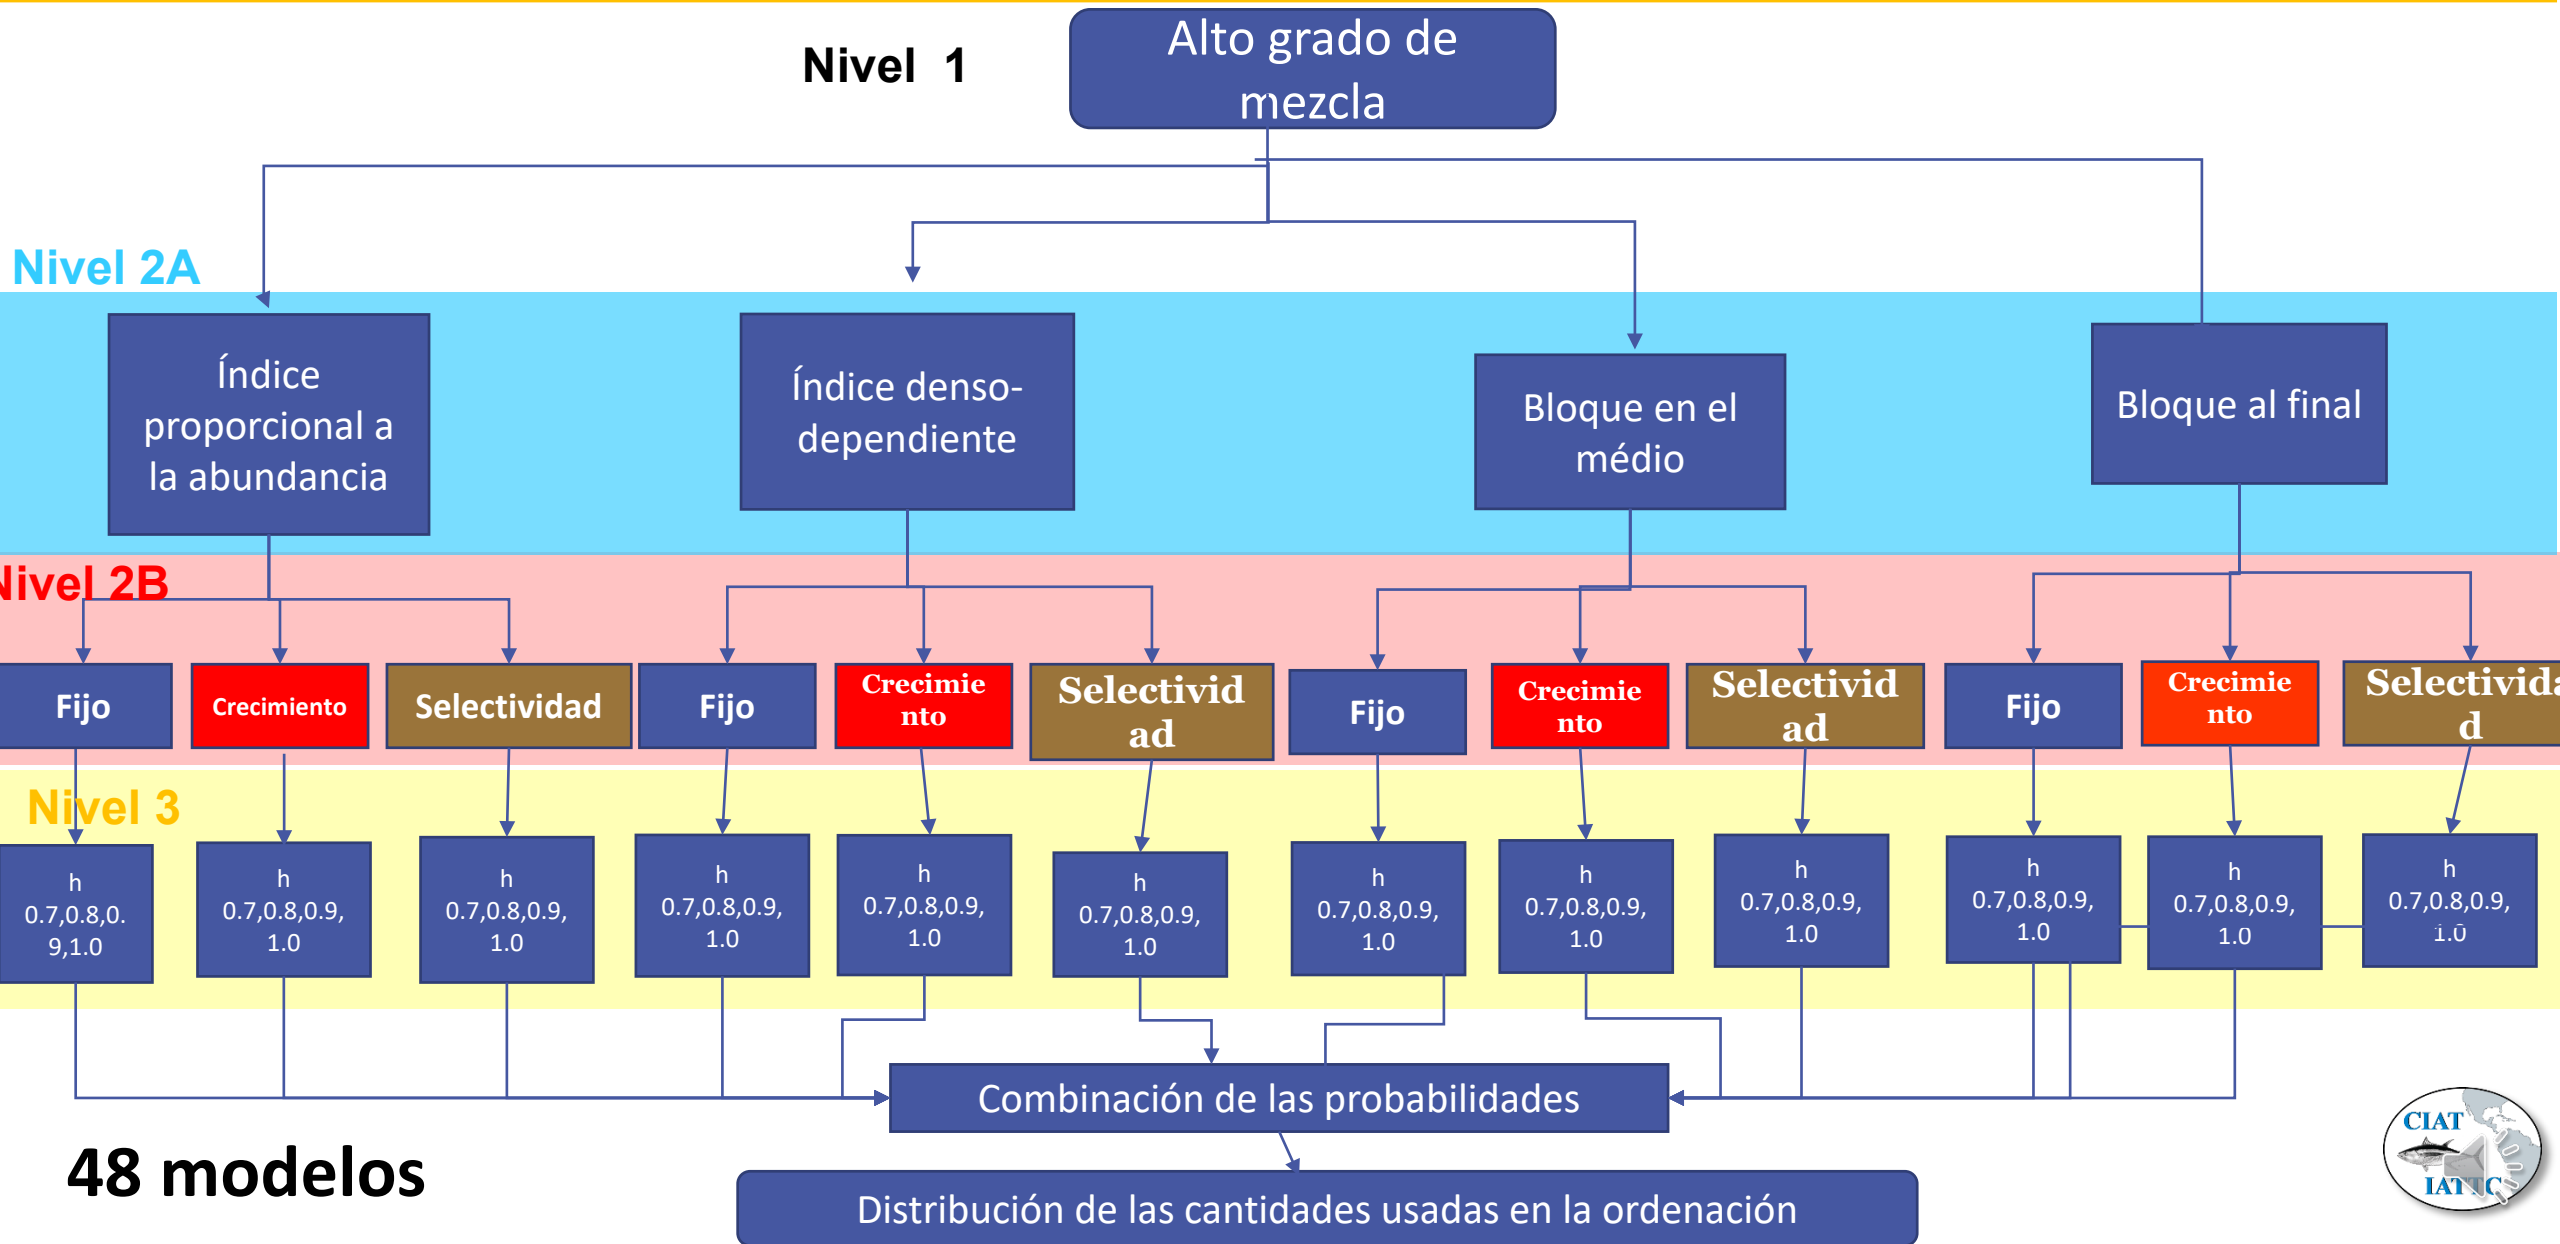 Nivel  1
Alto grado de
mezcla
Nivel 2A
Índice
proporcional a
la abundancia
Índice denso-
dependiente
Bloque en el
médio
Bloque al final
Nivel 2B
Fijo
Crecimiento
Selectividad
Fijo
Crecimie
nto
Selectivid
ad
Fijo
Crecimie
nto
Selectivid
ad
Fijo
Crecimie
nto
Selectivida
d
Nivel 3
h
0.7,0.8,0.
9,1.0
h
0.7,0.8,0.9,
1.0
h
0.7,0.8,0.9,
1.0
h
0.7,0.8,0.9,
1.0
h
0.7,0.8,0.9,
1.0
h
0.7,0.8,0.9,
1.0
h
0.7,0.8,0.9,
1.0
h
0.7,0.8,0.9,
1.0
h
0.7,0.8,0.9,
1.0
h
0.7,0.8,0.9,
1.0
h
0.7,0.8,0.9,
1.0
h
0.7,0.8,0.9,
1.0
Combinación de las probabilidades
48 modelos
Distribución de las cantidades usadas en la ordenación
CIAT
IATTC